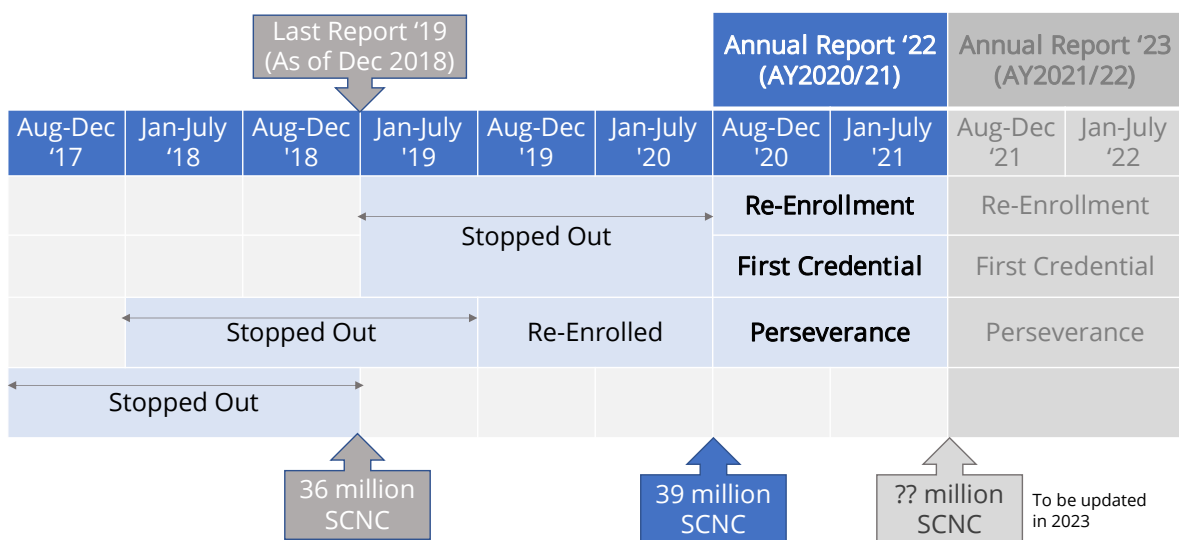 Last Report ‘19
(As of Dec 2018)
Annual Report ‘22
(AY2020/21)
Annual Report ‘23
(AY2021/22)
Aug-Dec
‘17
Jan-July
‘18
Aug-Dec
'18
Jan-July
'19
Aug-Dec
'19
Jan-July
'20
Aug-Dec
'20
Jan-July
'21
Aug-Dec
‘21
Jan-July
‘22
Stopped Out
Re-Enrollment
Re-Enrollment
First Credential
First Credential
Stopped Out
Re-Enrolled
Perseverance
Perseverance
Stopped Out
36 million
SCNC
39 million
SCNC
?? million
SCNC
To be updated
in 2023